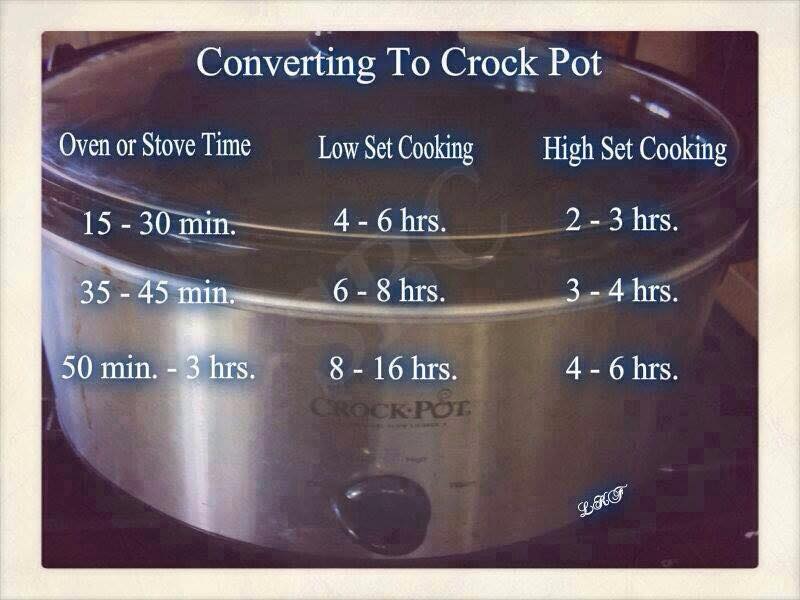 Converting To Crock Pot
Oven or Stove Time Low Set Cooking High Set Cooking
15 - 30 min. 4 - 6 hrs. 2 - 3 hrs.
35 - 45 min. 6 - 8 hrs. 3 - 4 hrs.
50 min. - 3 hrs. 8 - 16 hrs. 4 - 6 hrs.
SRC
CROCK·POT
LRF